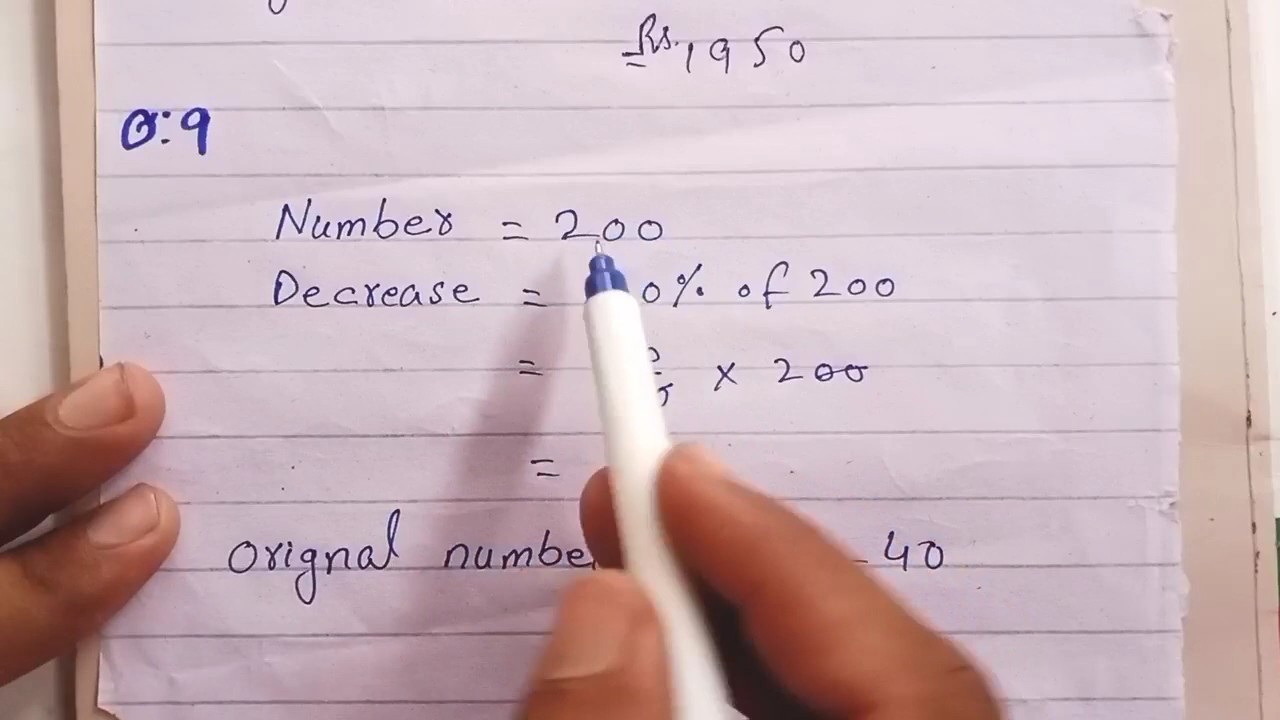 Rs. 1950
Q:9
Number = 200
Decrease = 0% of 200
= × 200
=
Orignal number - 40